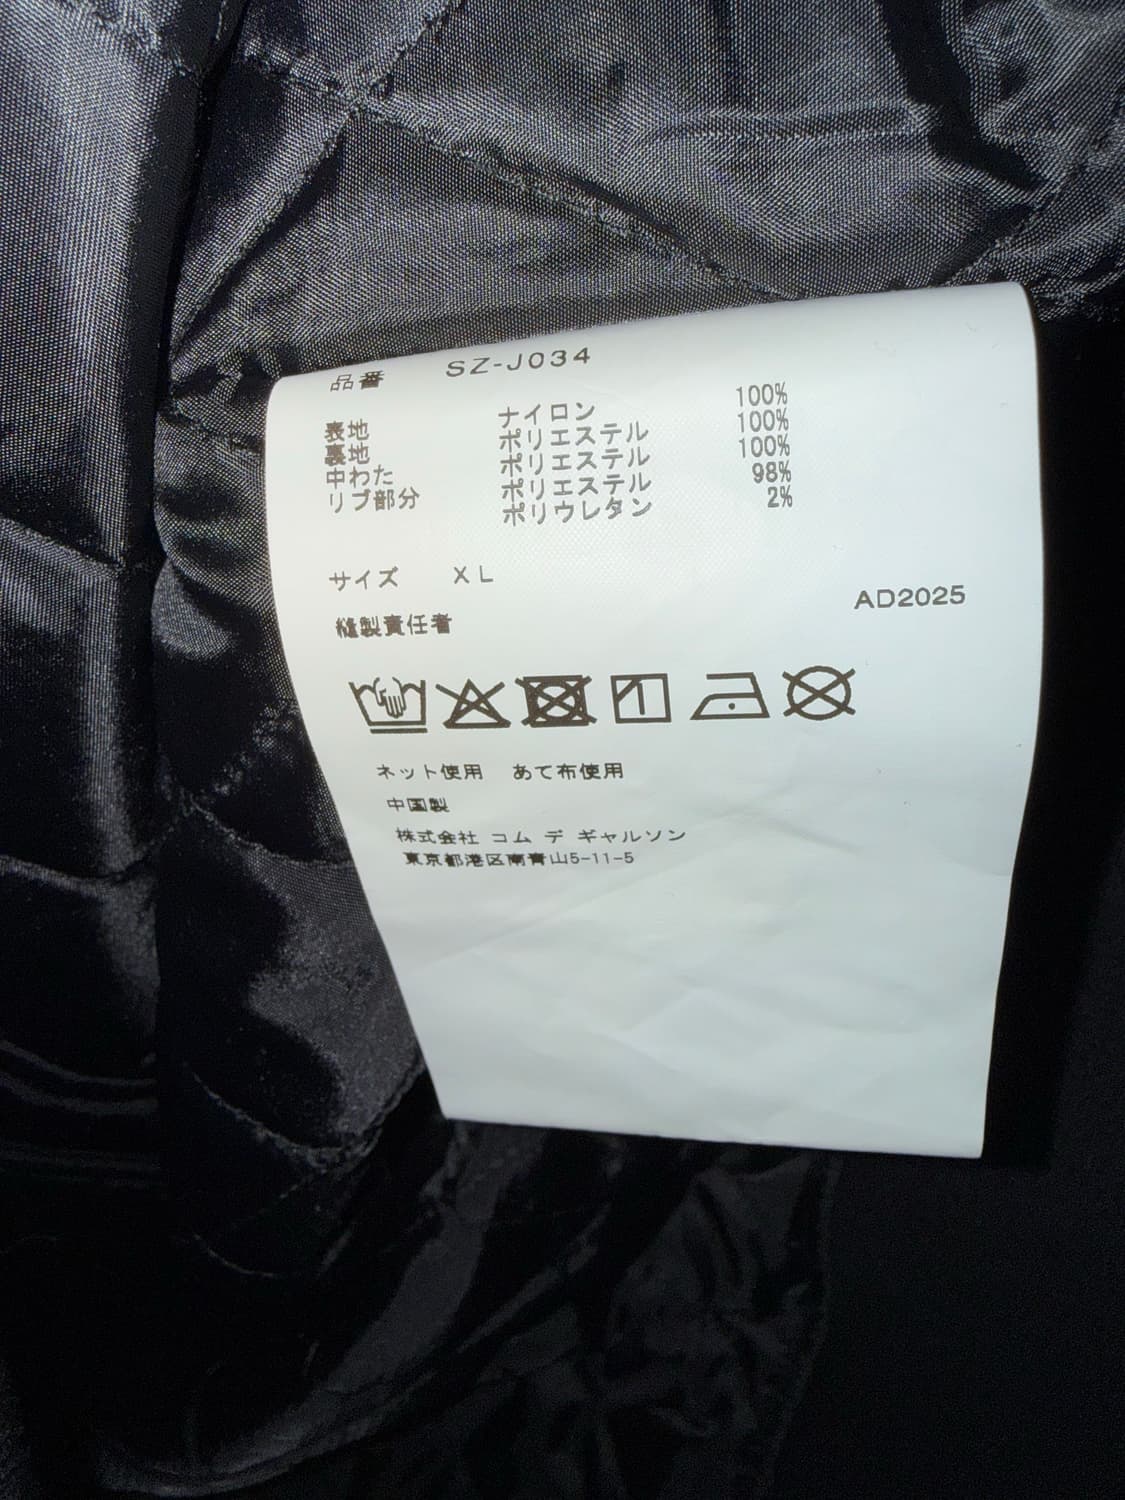 品番 SZ-J034
表地 ナイロン 100%
裏地 ポリエステル 100%
中わた ポリエステル 100%
リブ部分 ポリエステル 98%
ポリウレタン 2%
サイズ XL
AD2025
縫製責任者
ネット使用 あて布使用
中国製
株式会社 コム デ ギャルソン
東京都港区南青山5-11-5